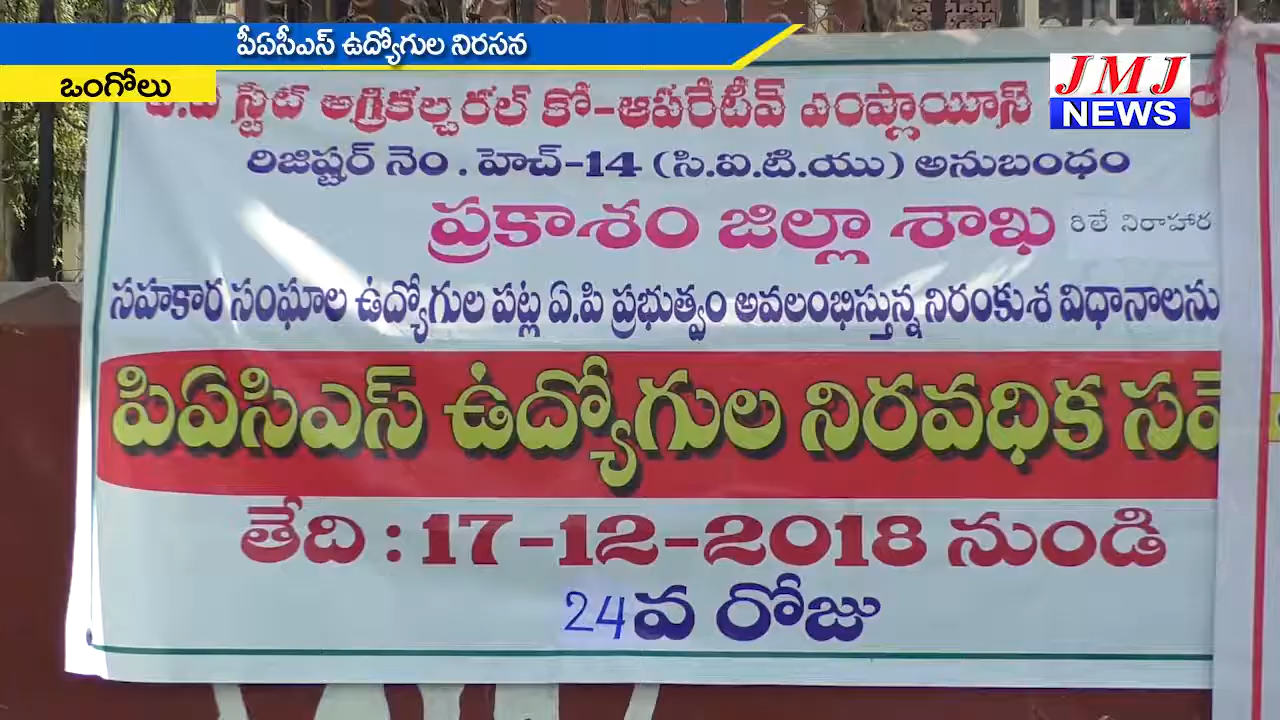 పీఏసీఎస్ ఉద్యోగుల నిరసన
ఒంగోలు
JMJ
NEWS
స్టేట్ అగ్రికల్చరల్ కో-ఆపరేటీవ్ ఎంప్లాయీస్
రిజిష్టర్ నెం. హెచ్-14 (సి.ఐ.టి.యు) అనుబంధం
ప్రకాశం జిల్లా శాఖ రిలే నిరాహార
సహకార సంఘాల ఉద్యోగుల పట్ల ఏ.పి ప్రభుత్వం అవలంభిస్తున్న నిరంకుశ విధానాలను
పిఏసిఎస్ ఉద్యోగుల నిరవధిక
తేది : 17-12-2018 నుండి
24వ రోజు